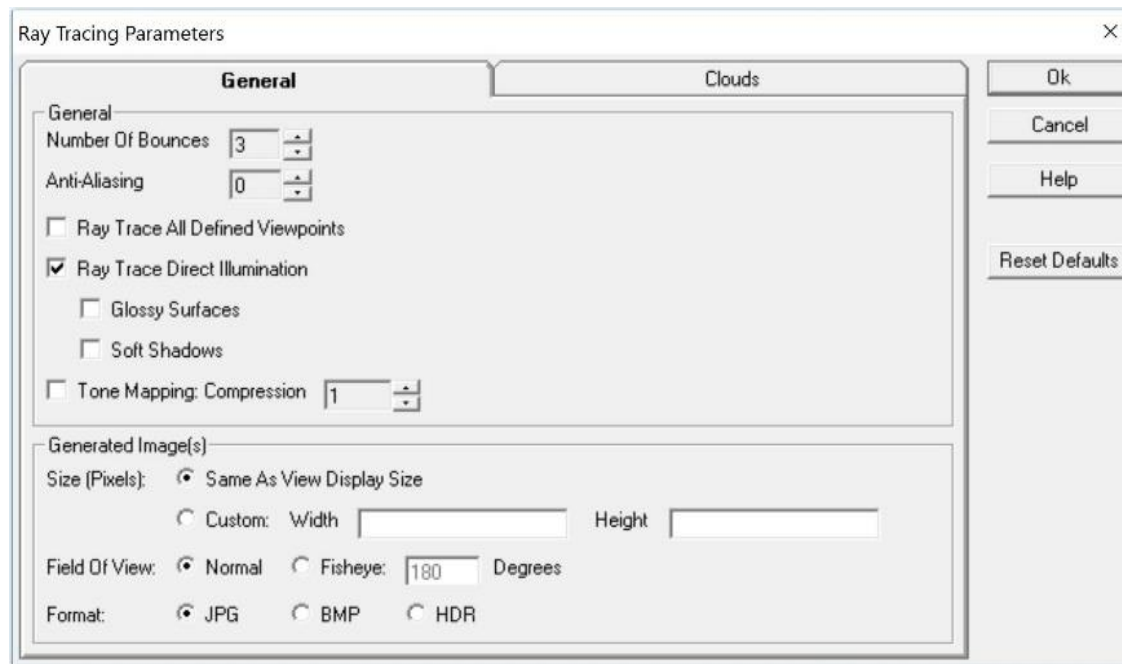 Ray Tracing Parameters
General
Clouds
Ok
Cancel
Help
Reset Defaults
General
Number Of Bounces 3
Anti-Aliasing 0
Ray Trace All Defined Viewpoints
Ray Trace Direct Illumination
Glossy Surfaces
Soft Shadows
Tone Mapping: Compression 1
Generated Image(s)
Size (Pixels): Same As View Display Size
Custom: Width Height
Field Of View: Normal Fisheye: 180 Degrees
Format: JPG BMP HDR